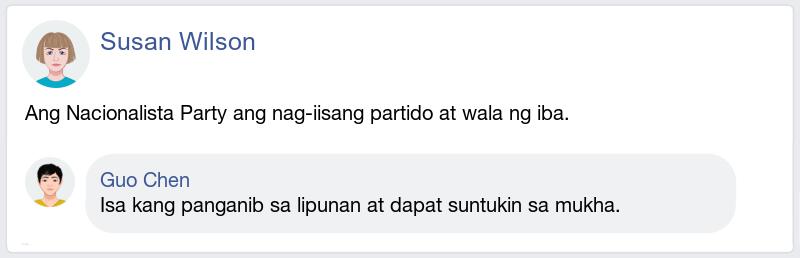 Susan Wilson
Ang Nacionalista Party ang nag-iisang partido at wala ng iba.
Guo Chen
Isa kang panganib sa lipunan at dapat suntukin sa mukha.